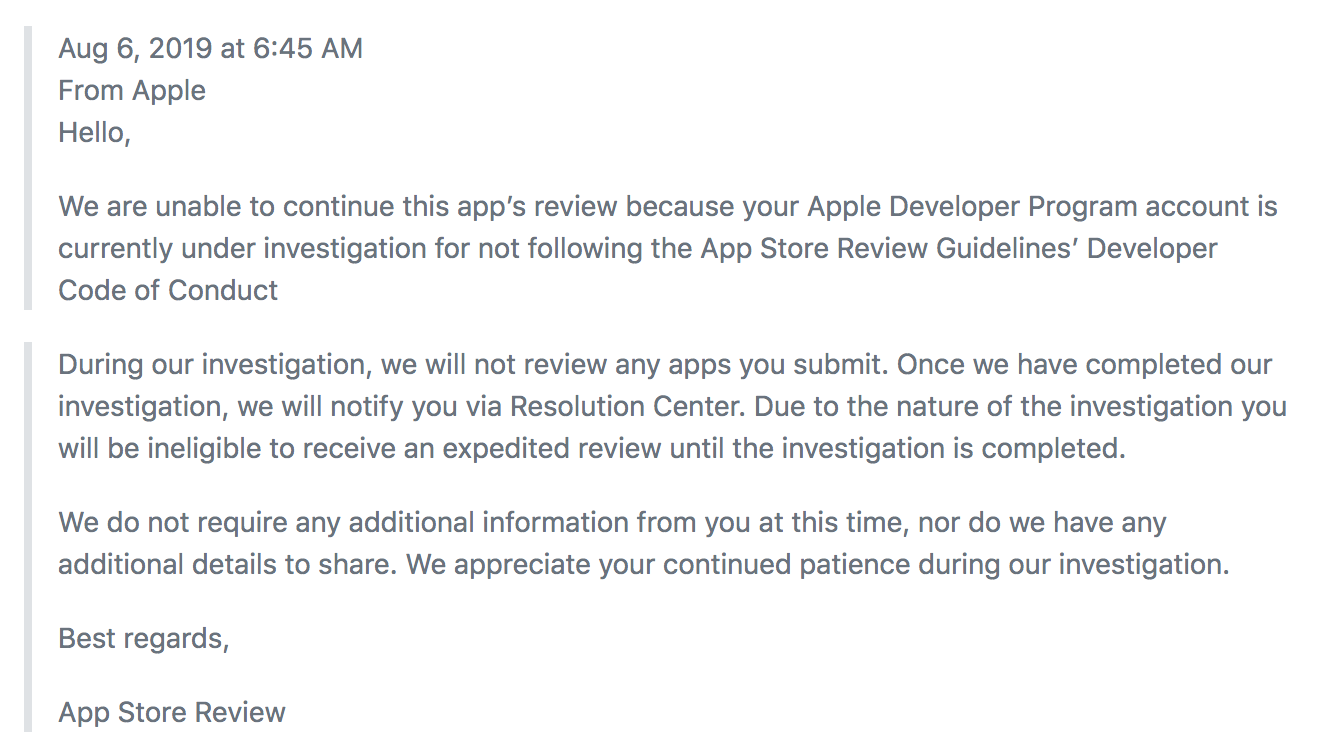 Aug 6, 2019 at 6:45 AM
From Apple
Hello,
We are unable to continue this app’s review because your Apple Developer Program account is
currently under investigation for not following the App Store Review Guidelines’ Developer
Code of Conduct
During our investigation, we will not review any apps you submit. Once we have completed our
investigation, we will notify you via Resolution Center. Due to the nature of the investigation you
will be ineligible to receive an expedited review until the investigation is completed.
We do not require any additional information from you at this time, nor do we have any
additional details to share. We appreciate your continued patience during our investigation.
Best regards,
App Store Review